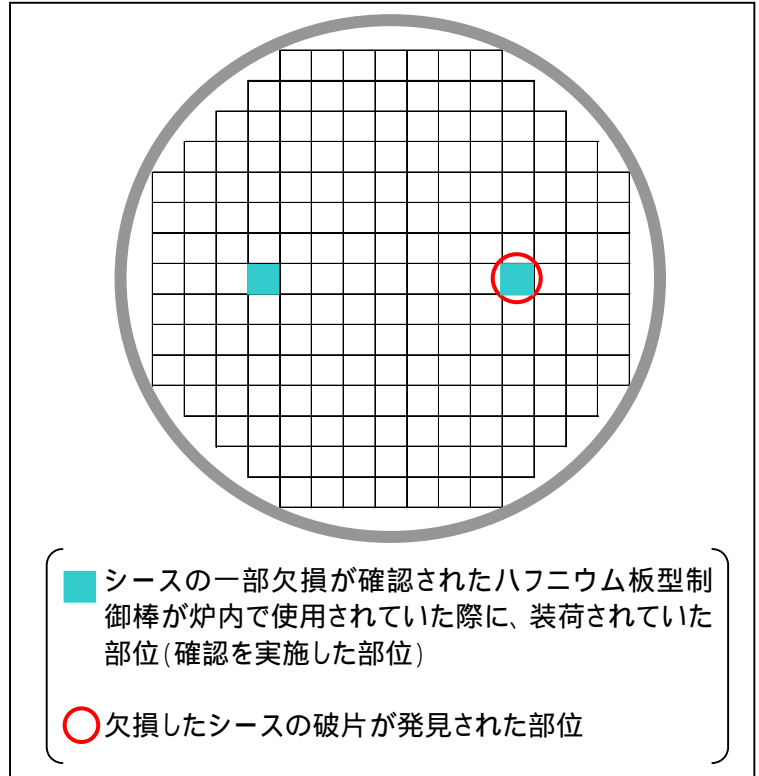 シースの一部欠損が確認されたハフニウム板型制
御棒が炉内で使用されていた際に、装荷されていた
部位(確認を実施した部位)
欠損したシースの破片が発見された部位